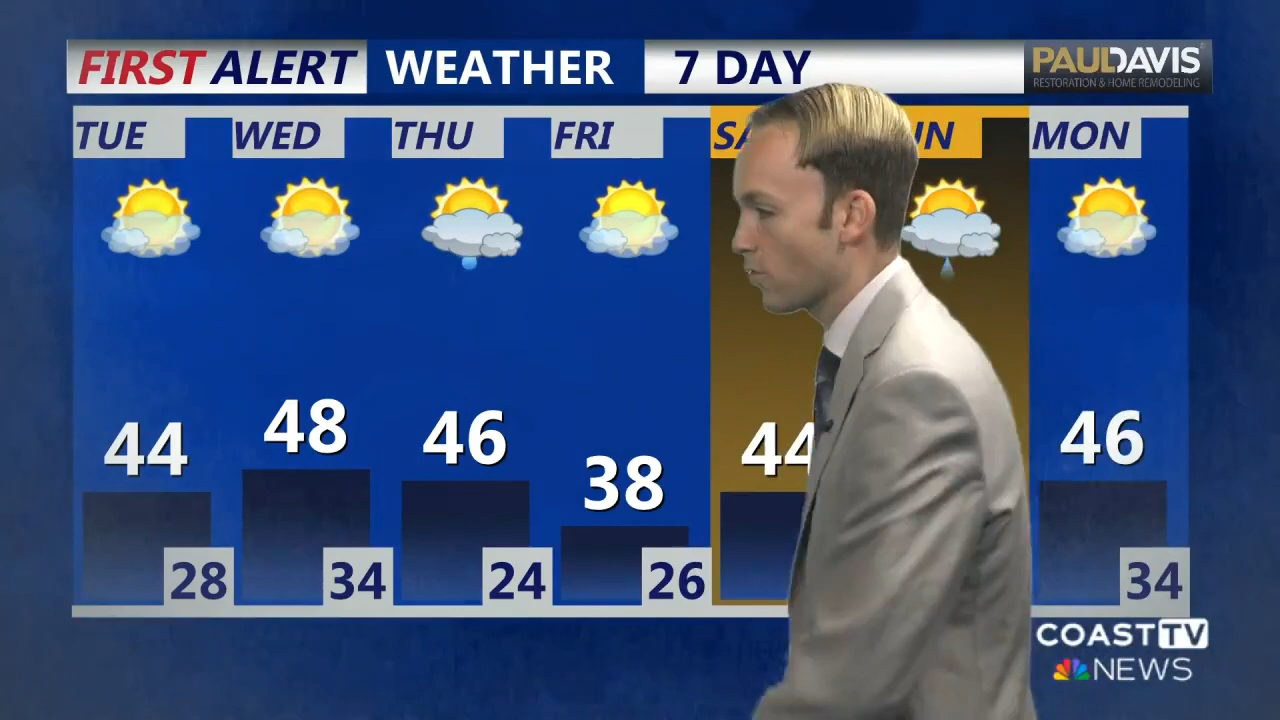 FIRST ALERT WEATHER 7 DAY
PAUL DAVIS
RESTORATION & HOME REMODELING
TUE WED THU FRI MON
44 48 46 38 44 46
28 34 24 26 34
COAST TV
NEWS